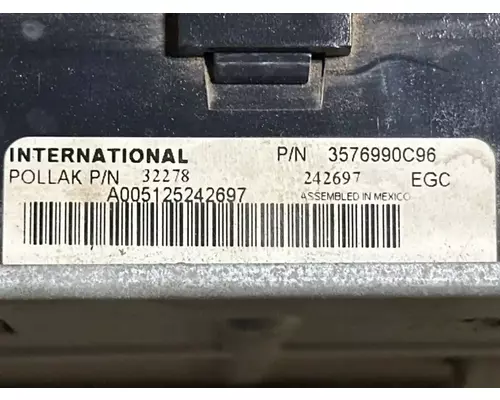 INTERNATIONAL P/N 3576990C96
POLLAK P/N 32278 242697 EGC
A005125242697 ASSEMBLED IN MEXICO